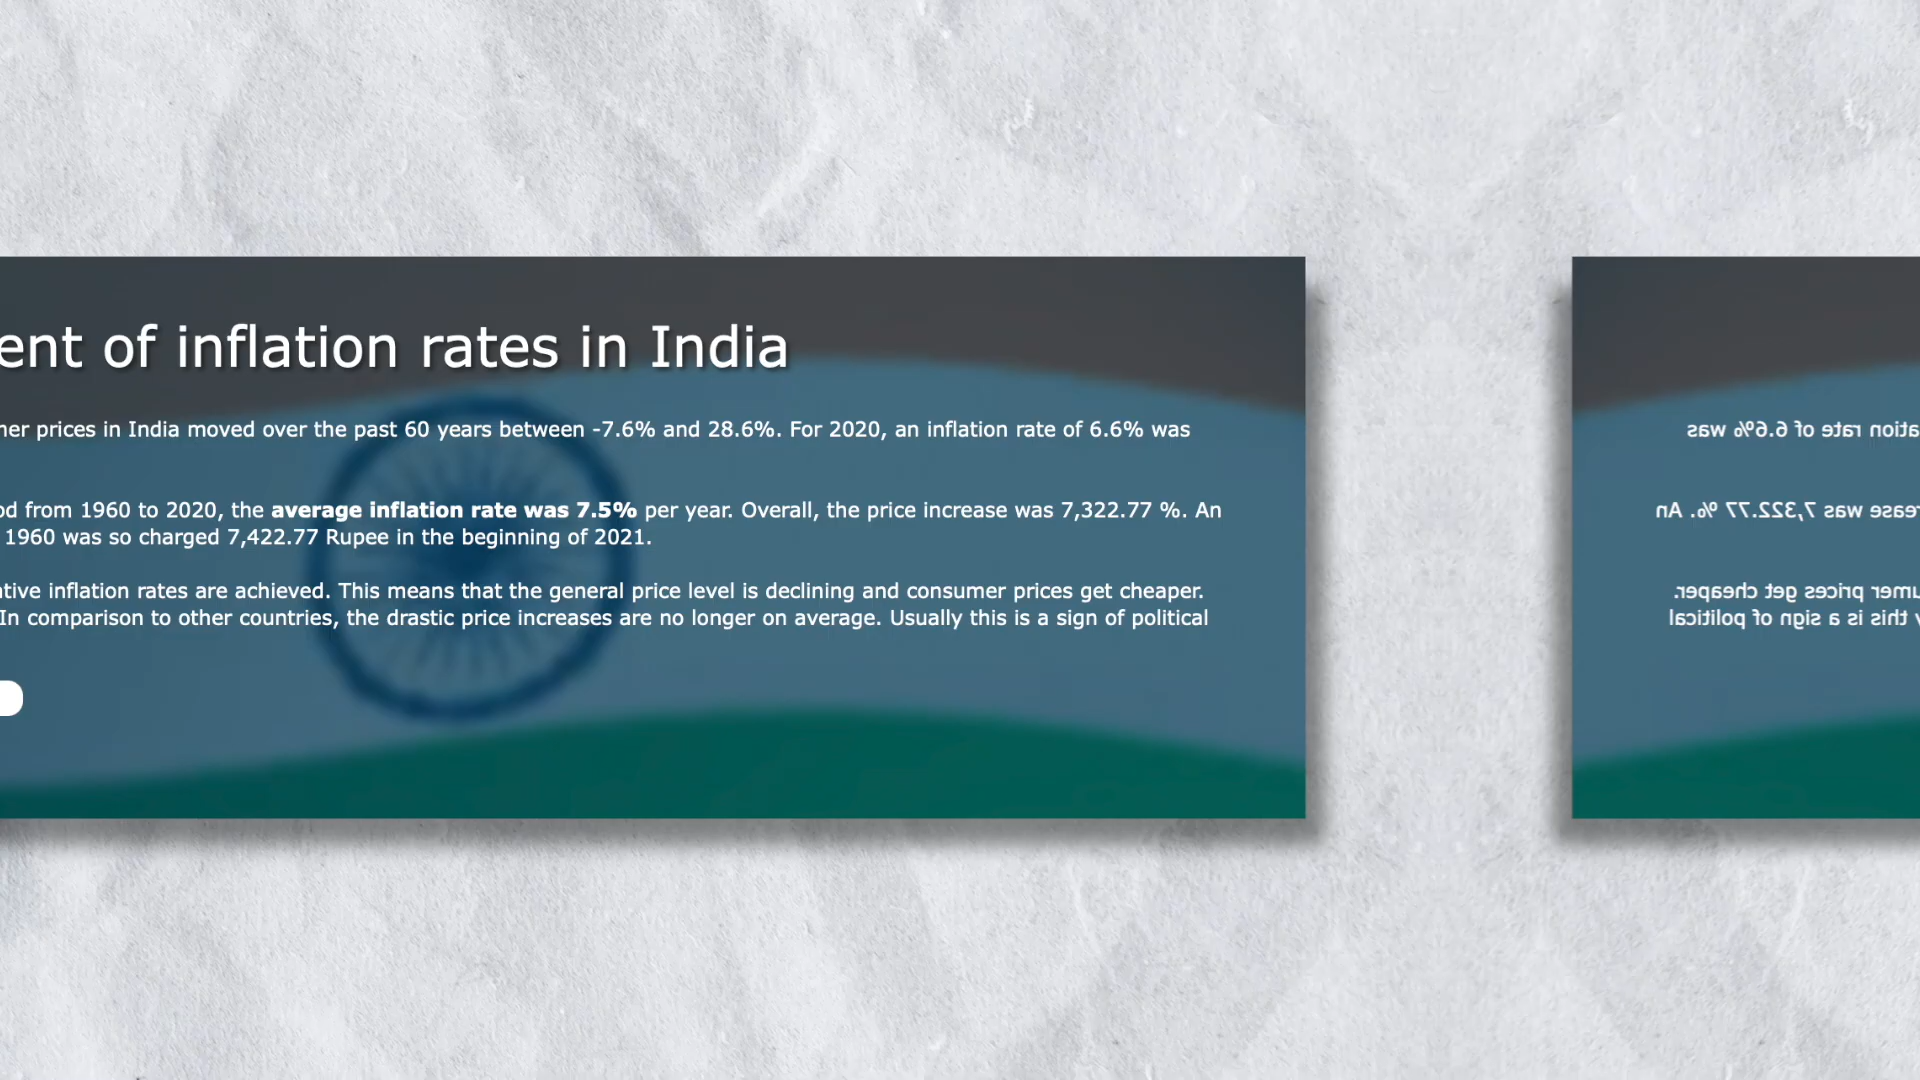 ent of inflation rates in India
ner prices in India moved over the past 60 years between -7.6% and 28.6%. For 2020, an inflation rate of 6.6% was
od from 1960 to 2020, the average inflation rate was 7.5% per year. Overall, the price increase was 7,322.77 %. An
1960 was so charged 7,422.77 Rupee in the beginning of 2021.
ative inflation rates are achieved. This means that the general price level is declining and consumer prices get cheaper.
In comparison to other countries, the drastic price increases are no longer on average. Usually this is a sign of political
ation rate of 6.6% was
rease was 7,322.77 %. An
umer prices get cheaper.
this is a sign of political